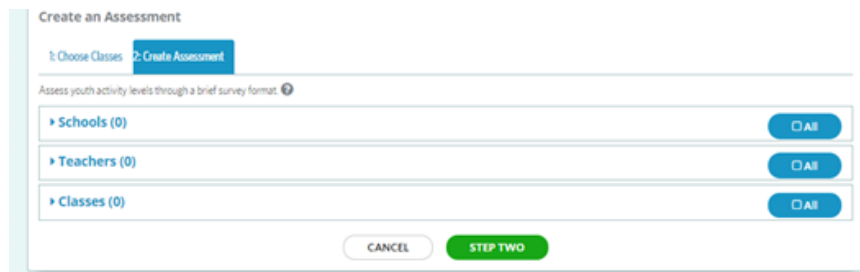 Create an Assessment
1: Choose Classes 2: Create Assessment
Assess youth activity levels through a brief survey format. ?
Schools (0) All
Teachers (0) All
Classes (0) All
CANCEL STEP TWO